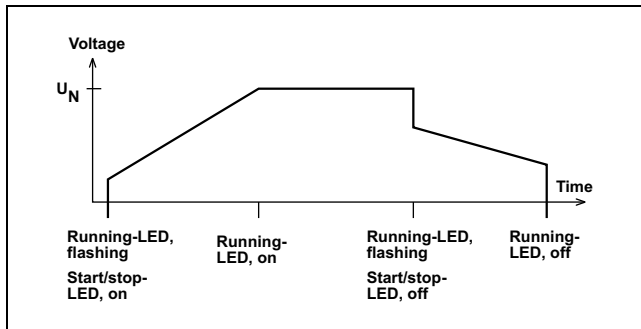 Voltage
U_N
Time
Running-LED,
flashing
Start/stop-
LED, on
Running-
LED, on
Running-LED,
flashing
Start/stop-
LED, off
Running-
LED, off